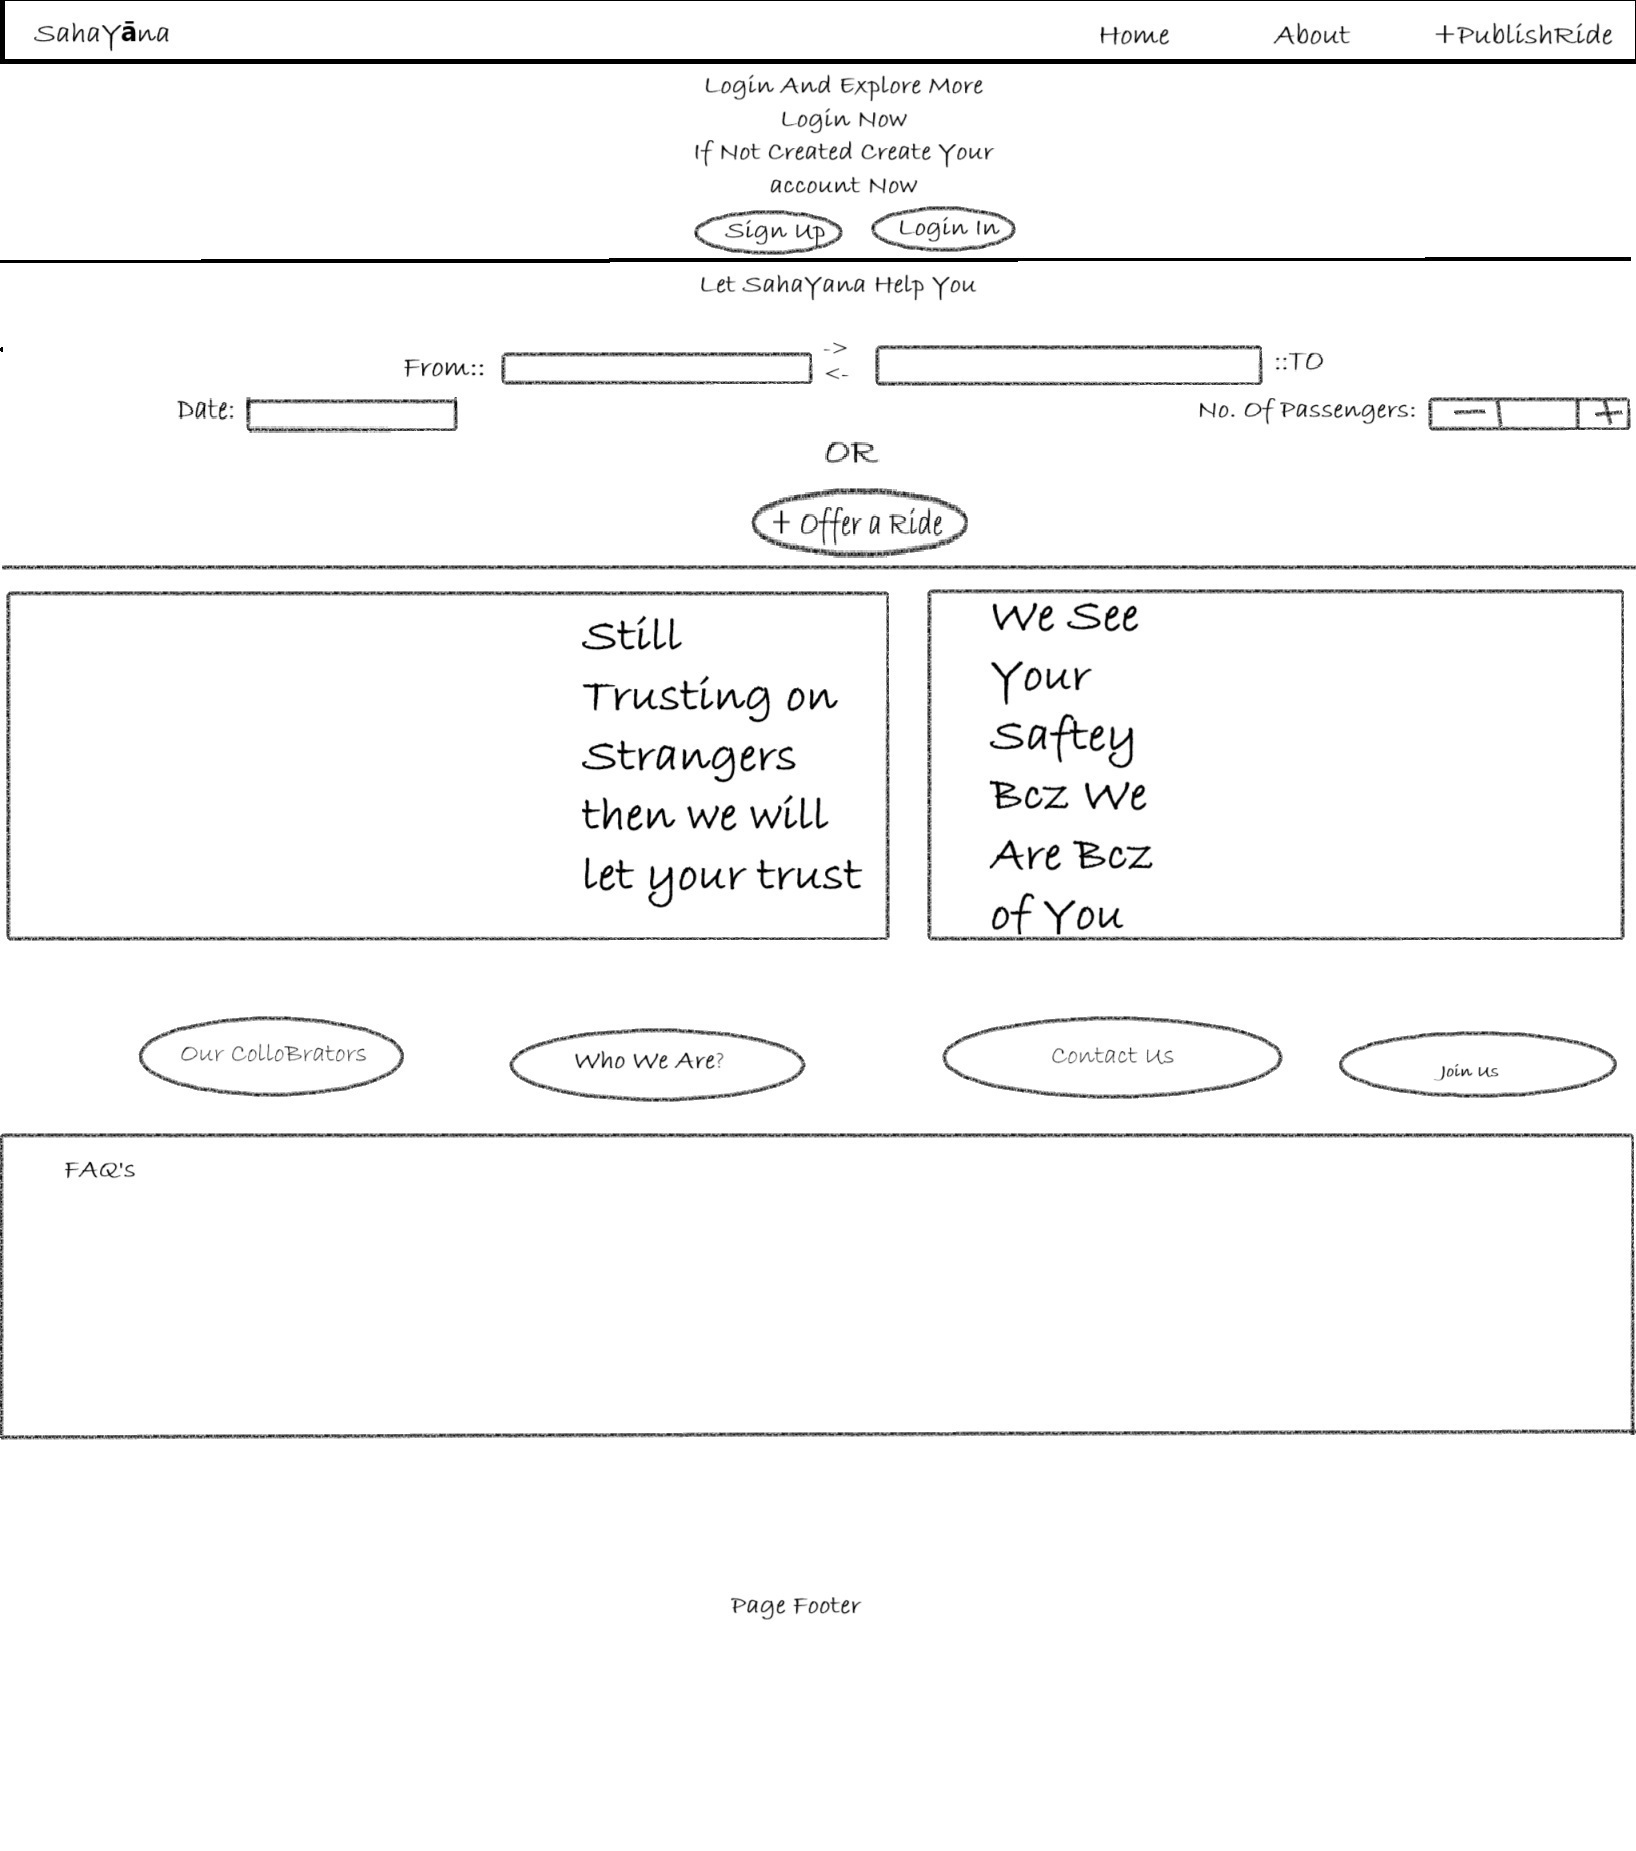 SahaYāna Home About +PublishRide
Login And Explore More
Login Now
If Not Created Create Your
account Now
Sign Up Login In
Let SahaYana Help You
From:: -> <- ::TO
Date: No. Of Passengers: - +
OR
+ Offer a Ride
Still
Trusting on
Strangers
then we will
let your trust
We See
Your
Saftey
Bcz We
Are Bcz
of You
Our ColloBrators Who We Are? Contact Us Join us
FAQ's
Page Footer